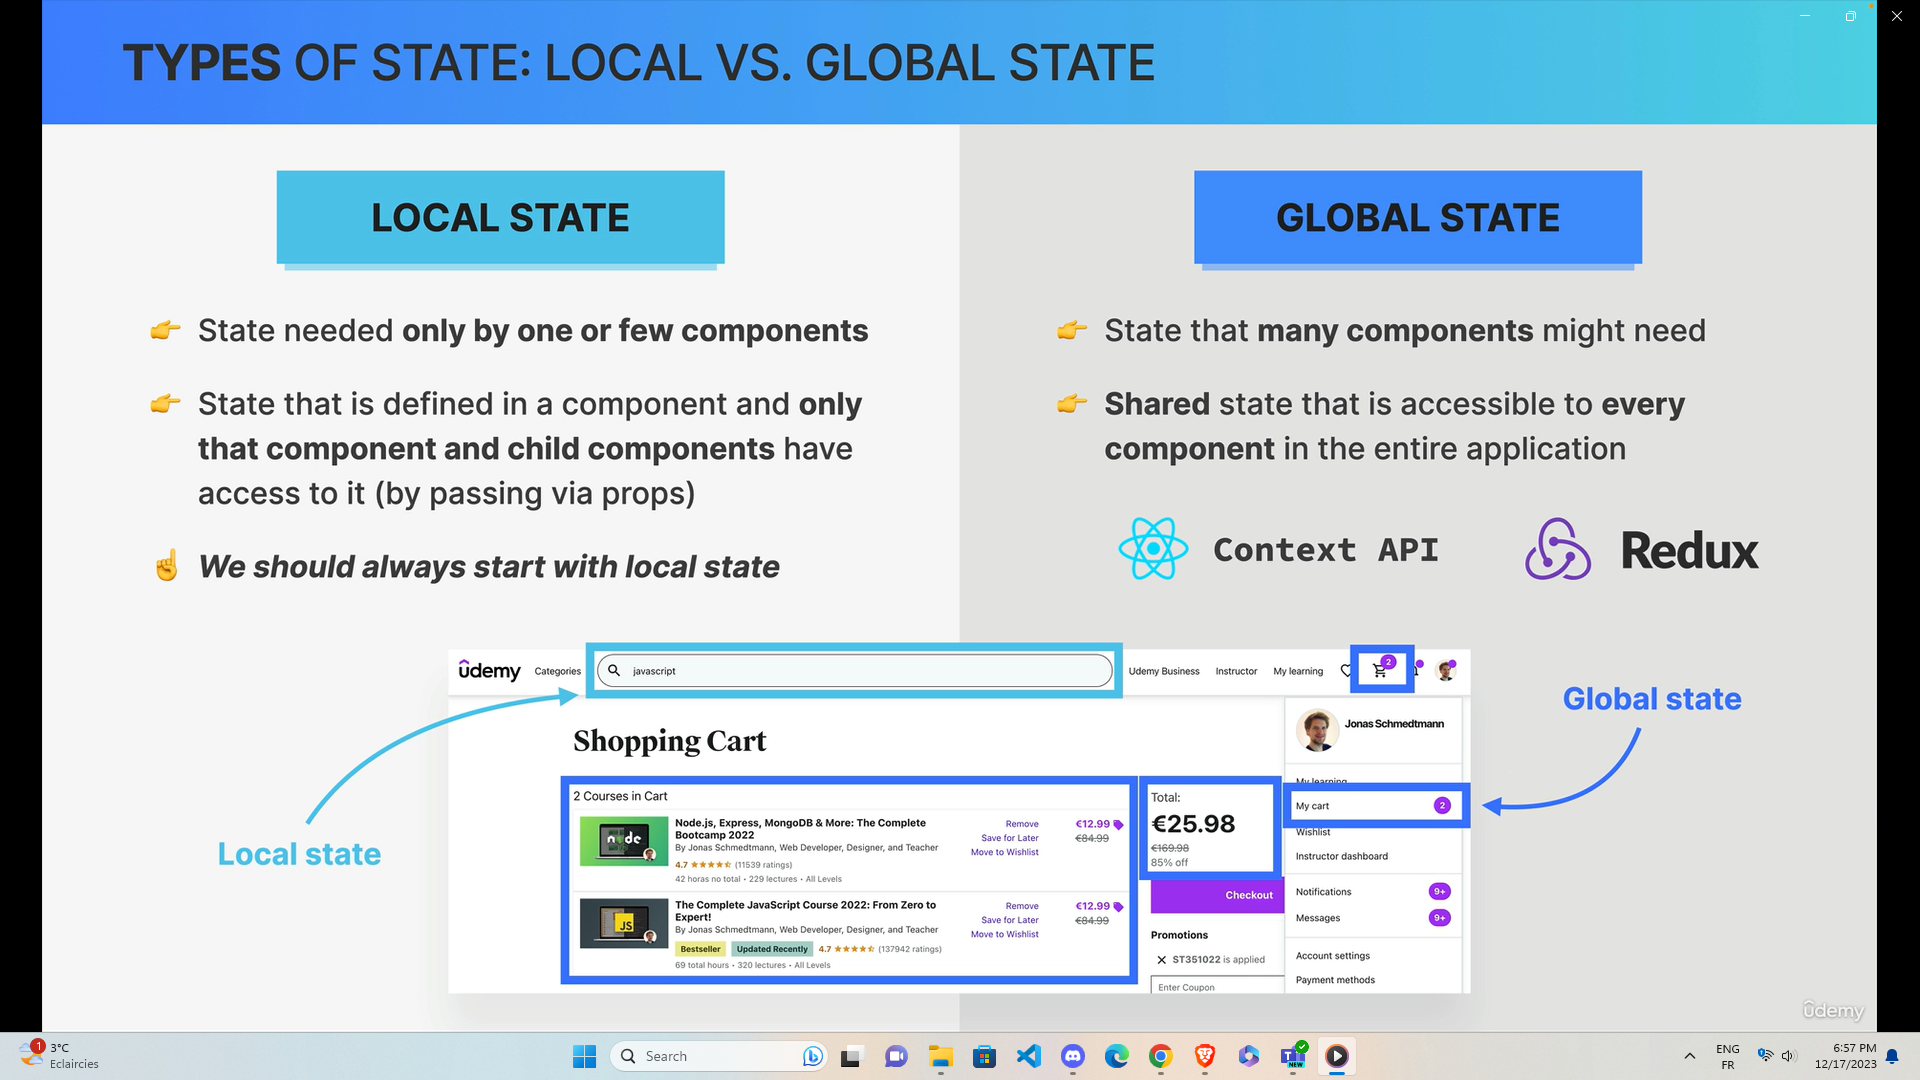 TYPES OF STATE: LOCAL VS. GLOBAL STATE
LOCAL STATE
👉 State needed only by one or few components
👉 State that is defined in a component and only
that component and child components have
access to it (by passing via props)
☝️ We should always start with local state
GLOBAL STATE
👉 State that many components might need
👉 Shared state that is accessible to every
component in the entire application
Context API
Redux
Local state
Global state
ûdemy
Categories
javascript
Udemy Business
Instructor
My learning
2
Shopping Cart
2 Courses in Cart
Node.js, Express, MongoDB & More: The Complete
Bootcamp 2022
By Jonas Schmedtmann, Web Developer, Designer, and Teacher
4.7 ★★★★★ (11539 ratings)
42 horas no total • 229 lectures • All Levels
Remove
Save for Later
Move to Wishlist
€12.99
€84.99
The Complete JavaScript Course 2022: From Zero to
Expert!
By Jonas Schmedtmann, Web Developer, Designer, and Teacher
Bestseller Updated Recently 4.7 ★★★★★ (137942 ratings)
69 total hours • 320 lectures • All Levels
Remove
Save for Later
Move to Wishlist
€12.99
€84.99
node
JS
Total:
€25.98
€169.98
85% off
Checkout
Promotions
✕ ST351022 is applied
Enter Coupon
Jonas Schmedtmann
My learning
My cart 2
Wishlist
Instructor dashboard
Notifications 9+
Messages 9+
Account settings
Payment methods
ûdemy
1
3°C
Eclaircies
Search
NEW
ENG
FR
6:57 PM
12/17/2023